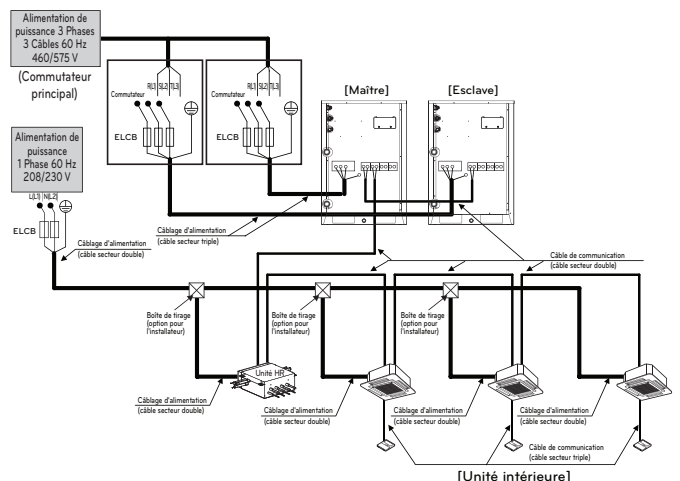 Alimentation de
puissance 3 Phases
3 Câbles 60 Hz
460/575 V
(Commutateur
principal)
R(L1) S(L2) T(L3)
Commutateur
ELCB
R(L1) S(L2) T(L3)
Commutateur
ELCB
[Maître]
[Esclave]
Alimentation de
puissance
1 Phase 60 Hz
208/230 V
L(L1) N(L2)
ELCB
Câblage d'alimentation
(câble secteur double)
Câblage d'alimentation
(câble secteur triple)
Câble de communication
(câble secteur double)
Boîte de tirage
(option pour
l'installateur)
Boîte de tirage
(option pour
l'installateur)
Boîte de tirage
(option pour
l'installateur)
Unité HR
Câblage d'alimentation
(câble secteur double)
Câblage d'alimentation
(câble secteur double)
Câblage d'alimentation
(câble secteur double)
Câblage d'alimentation
(câble secteur double)
Câble de communication
(câble secteur triple)
[Unité intérieure]